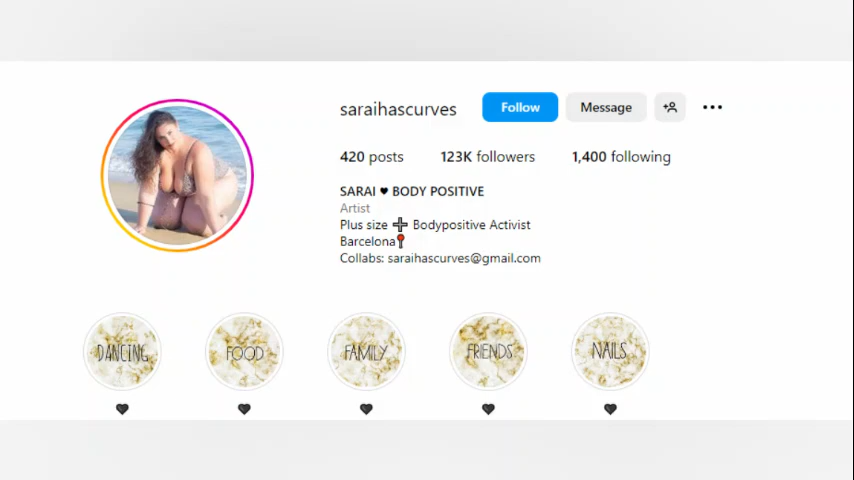 saraihascurves Follow Message
420 posts 123K followers 1,400 following
SARAI ♥ BODY POSITIVE
Artist
Plus size ➕ Bodypositive Activist
Barcelona📍
Collabs: saraihascurves@gmail.com
DANCING FOOD FAMILY FRIENDS NAILS